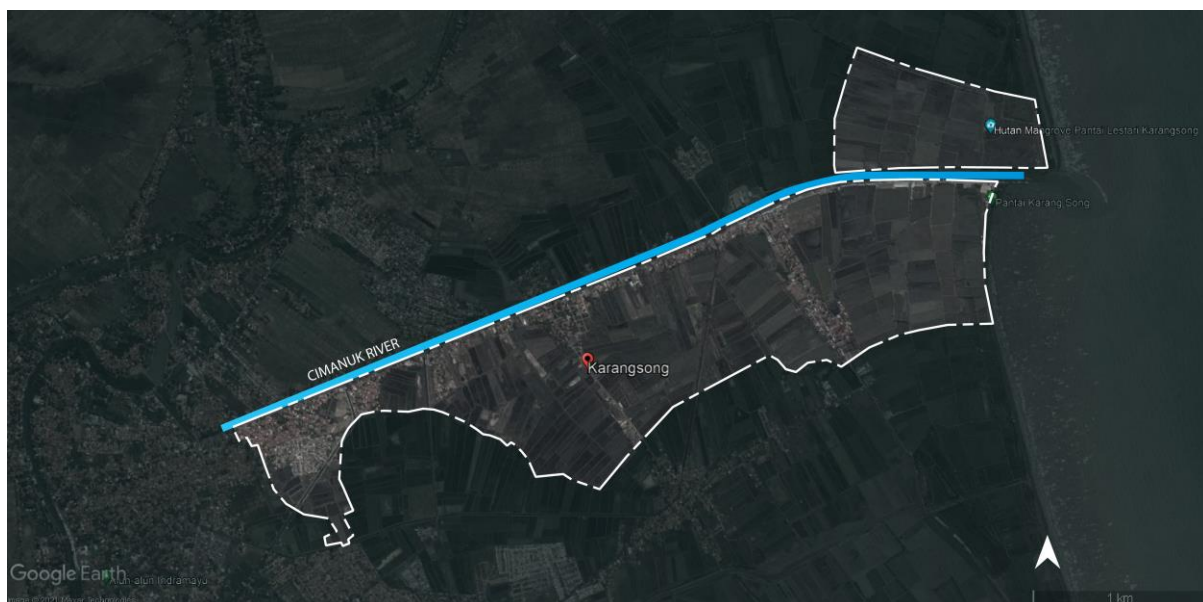 Hutan Mangrove Pantai Lestari Karangsong
Pantai Karang Song
CIMANUK RIVER
Karangsong
Google Earth
Alun-alun Indramayu
1 km